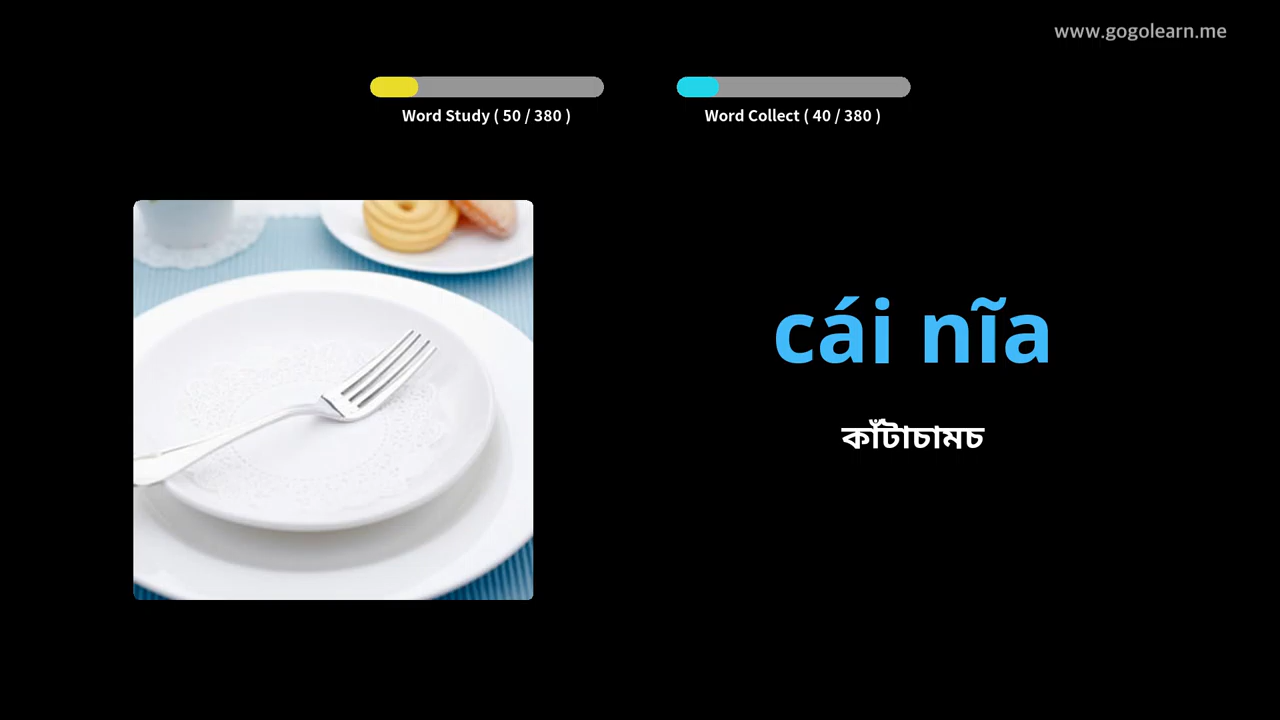 www.gogolearn.me
Word Study ( 50 / 380 )
Word Collect ( 40 / 380 )
cái nĩa
কাঁটাচামচ